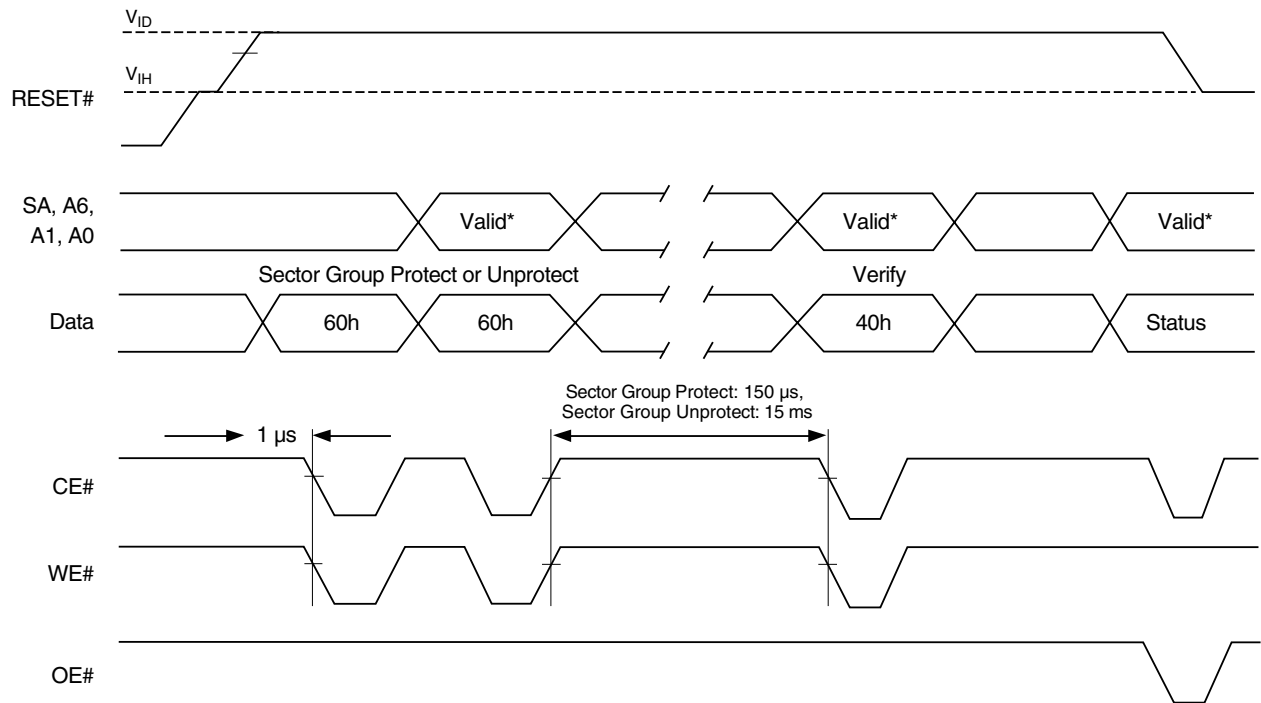 V_ID
V_IH
RESET#
SA, A6,
A1, A0
Valid*
Valid*
Valid*
Sector Group Protect or Unprotect
Verify
Data
60h
60h
40h
Status
Sector Group Protect: 150 µs,
Sector Group Unprotect: 15 ms
1 µs
CE#
WE#
OE#